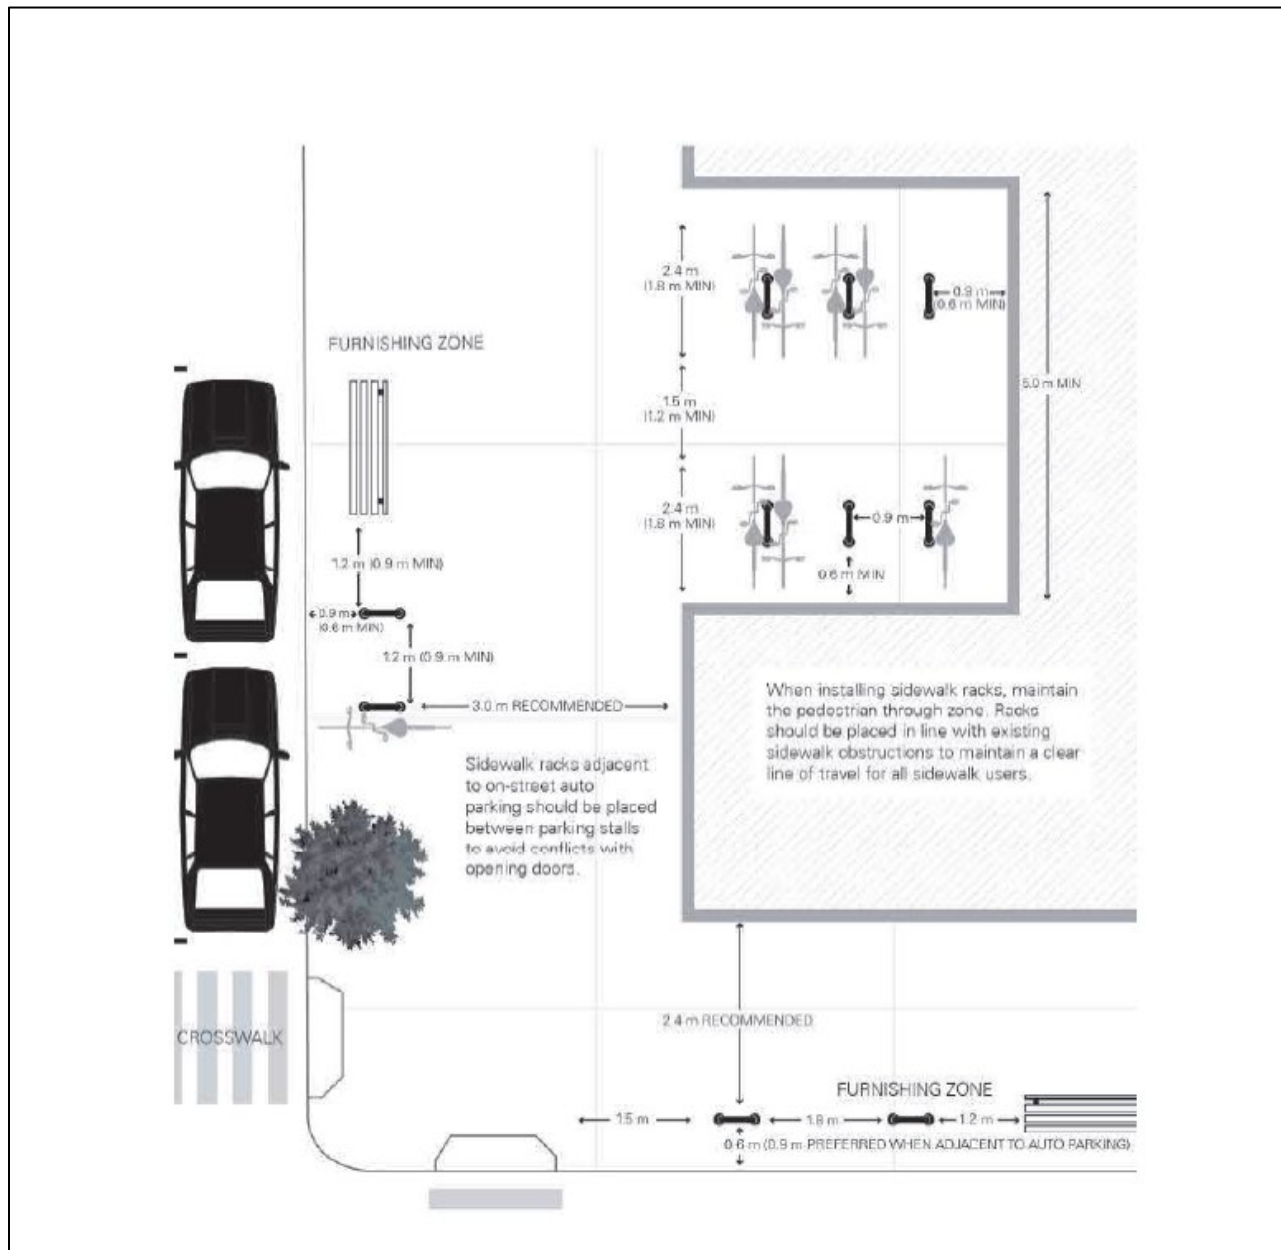 2.4 m
(1.8 m MIN)
0.9 m
(0.6 m MIN)
FURNISHING ZONE
5.0 m MIN
1.5 m
(1.2 m MIN)
2.4 m
(1.8 m MIN)
0.9 m
1.2 m (0.9 m MIN)
0.6 m MIN
0.9 m
(0.6 m MIN)
1.2 m (0.9 m MIN)
3.0 m RECOMMENDED
When installing sidewalk racks, maintain
the pedestrian through zone. Racks
should be placed in line with existing
sidewalk obstructions to maintain a clear
line of travel for all sidewalk users.
Sidewalk racks adjacent
to on-street auto
parking should be placed
between parking stalls
to avoid conflicts with
opening doors.
CROSSWALK
2.4 m RECOMMENDED
FURNISHING ZONE
1.5 m
1.8 m
1.2 m
0.6 m (0.9 m PREFERRED WHEN ADJACENT TO AUTO PARKING)